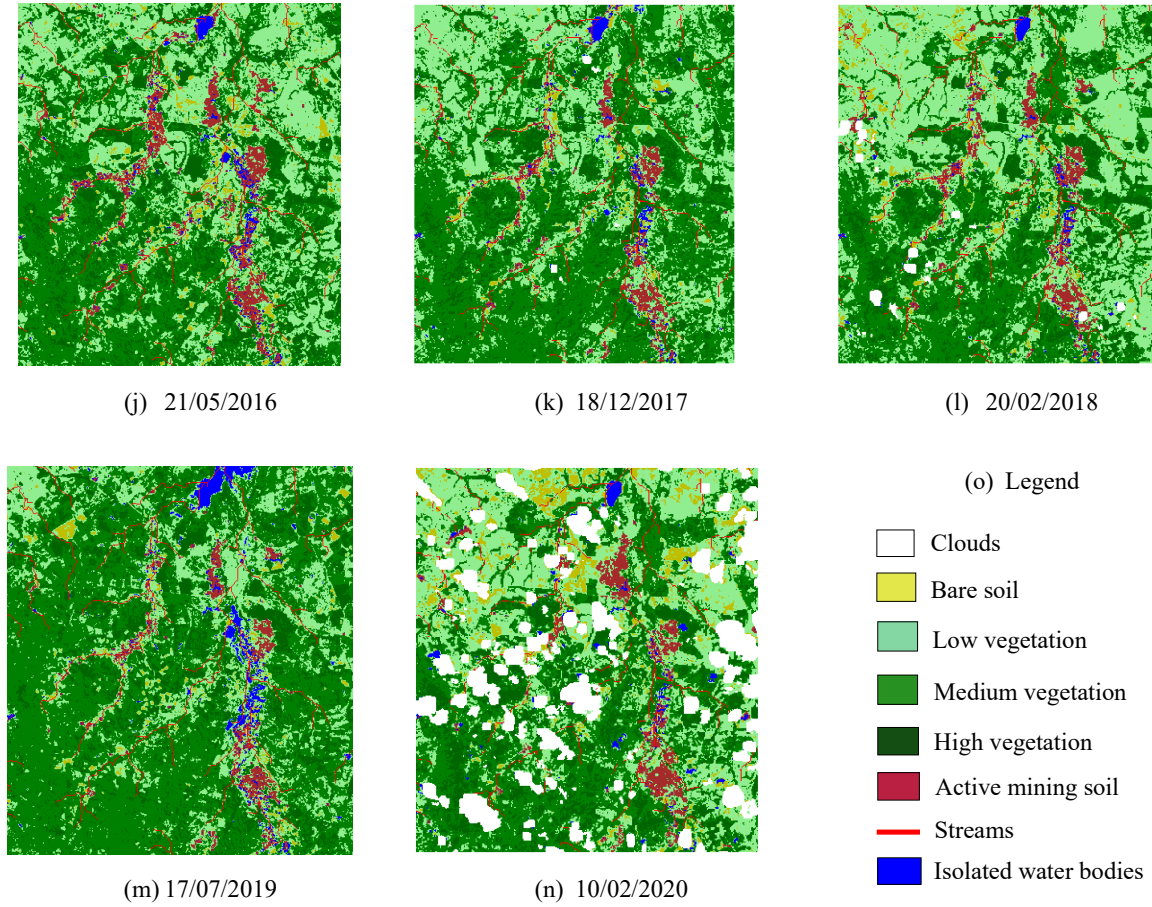 (j) 21/05/2016
(k) 18/12/2017
(l) 20/02/2018
(m) 17/07/2019
(n) 10/02/2020
(o) Legend
Clouds
Bare soil
Low vegetation
Medium vegetation
High vegetation
Active mining soil
Streams
Isolated water bodies